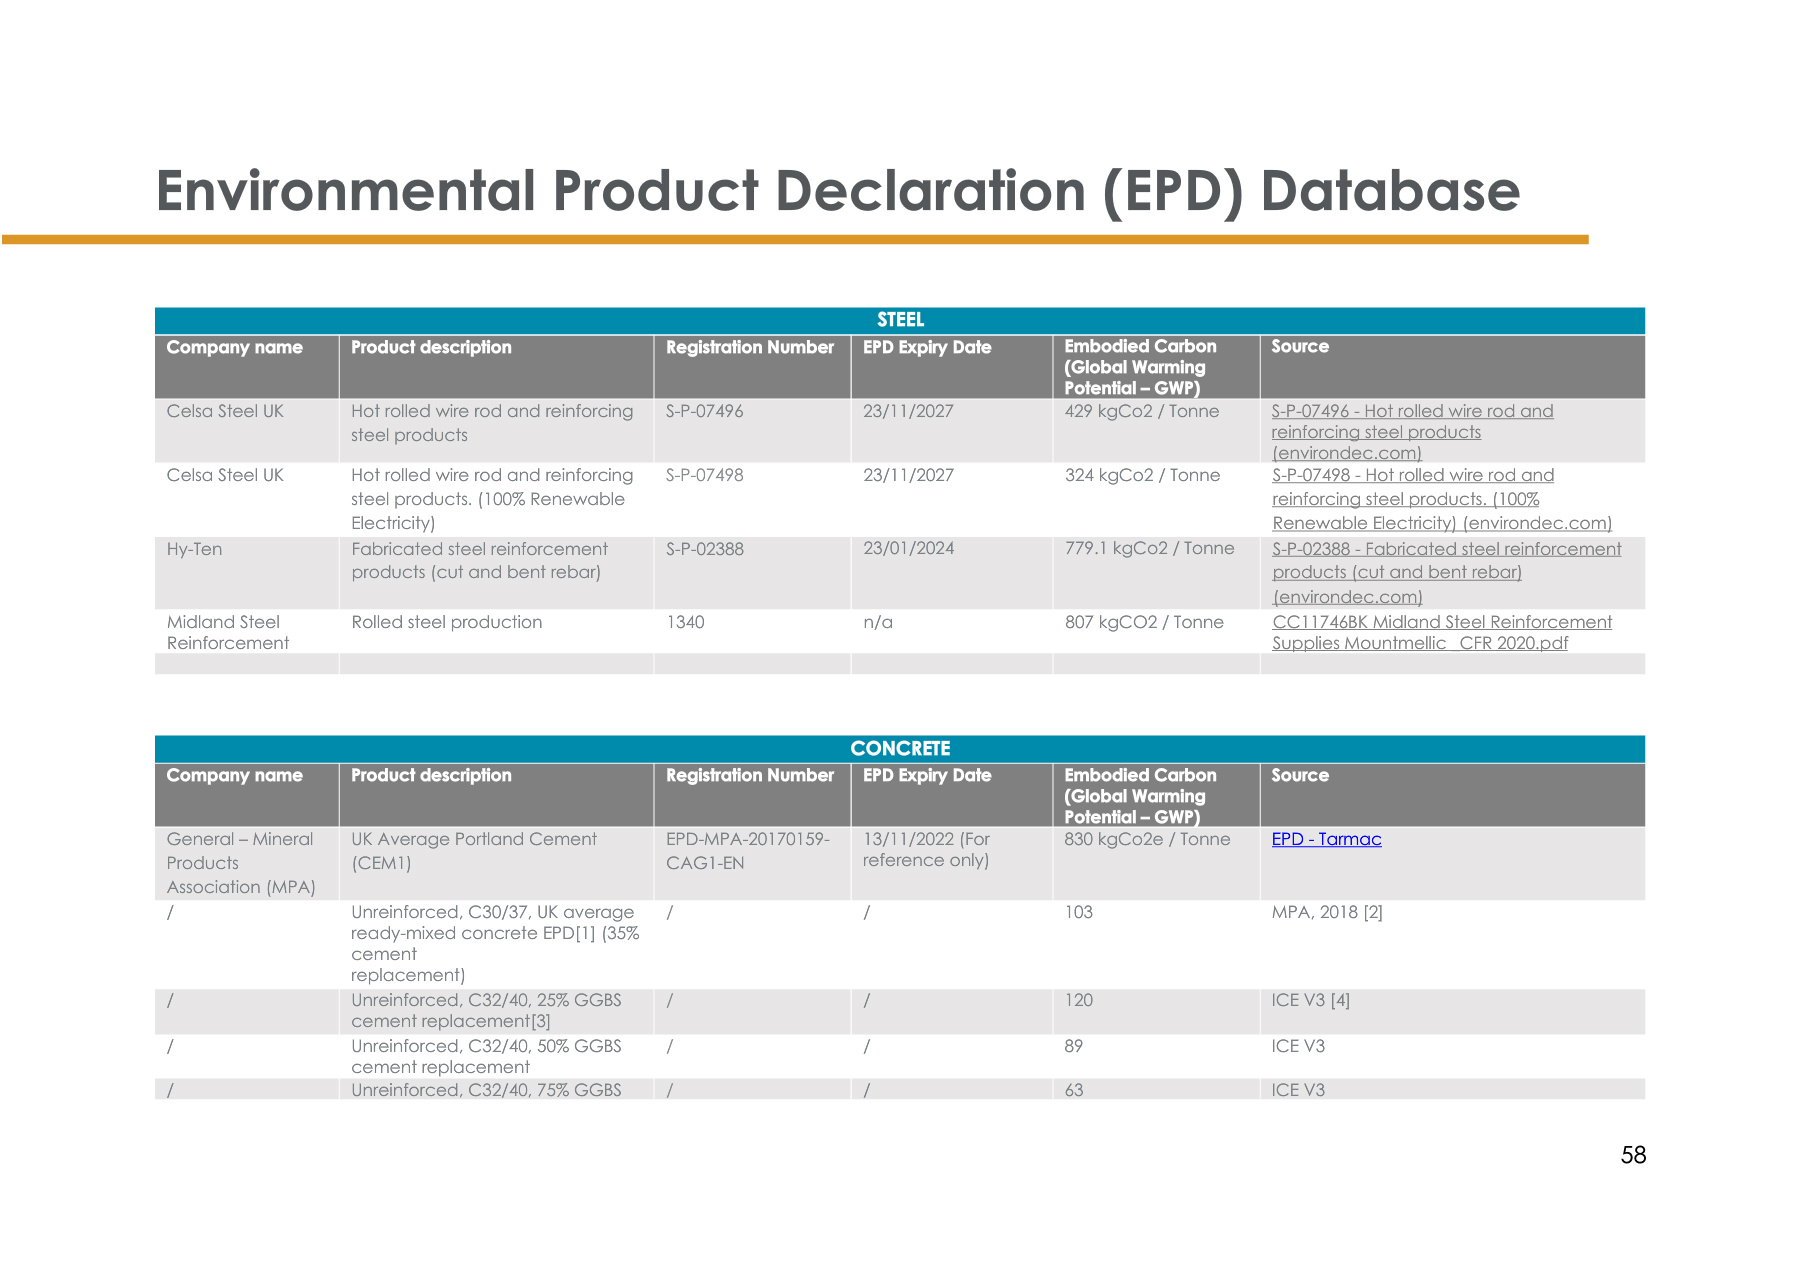 Environmental Product Declaration (EPD) Database
STEEL
Company name Product description Registration Number EPD Expiry Date Embodied Carbon (Global Warming Potential – GWP) Source
Celsa Steel UK Hot rolled wire rod and reinforcing steel products S-P-07496 23/11/2027 429 kgCo2 / Tonne S-P-07496 - Hot rolled wire rod and reinforcing steel products (environdec.com)
Celsa Steel UK Hot rolled wire rod and reinforcing steel products. (100% Renewable Electricity) S-P-07498 23/11/2027 324 kgCo2 / Tonne S-P-07498 - Hot rolled wire rod and reinforcing steel products. (100% Renewable Electricity) (environdec.com)
Hy-Ten Fabricated steel reinforcement products (cut and bent rebar) S-P-02388 23/01/2024 779.1 kgCo2 / Tonne S-P-02388 - Fabricated steel reinforcement products (cut and bent rebar) (environdec.com)
Midland Steel Reinforcement Rolled steel production 1340 n/a 807 kgCO2 / Tonne CC11746BK Midland Steel Reinforcement Supplies Mountmellic _CFR 2020.pdf
CONCRETE
Company name Product description Registration Number EPD Expiry Date Embodied Carbon (Global Warming Potential – GWP) Source
General – Mineral Products Association (MPA) UK Average Portland Cement (CEM1) EPD-MPA-20170159-CAG1-EN 13/11/2022 (For reference only) 830 kgCo2e / Tonne EPD - Tarmac
/ Unreinforced, C30/37, UK average ready-mixed concrete EPD[1] (35% cement replacement) / / 103 MPA, 2018 [2]
/ Unreinforced, C32/40, 25% GGBS cement replacement[3] / / 120 ICE V3 [4]
/ Unreinforced, C32/40, 50% GGBS cement replacement / / 89 ICE V3
/ Unreinforced, C32/40, 75% GGBS / / 63 ICE V3
58